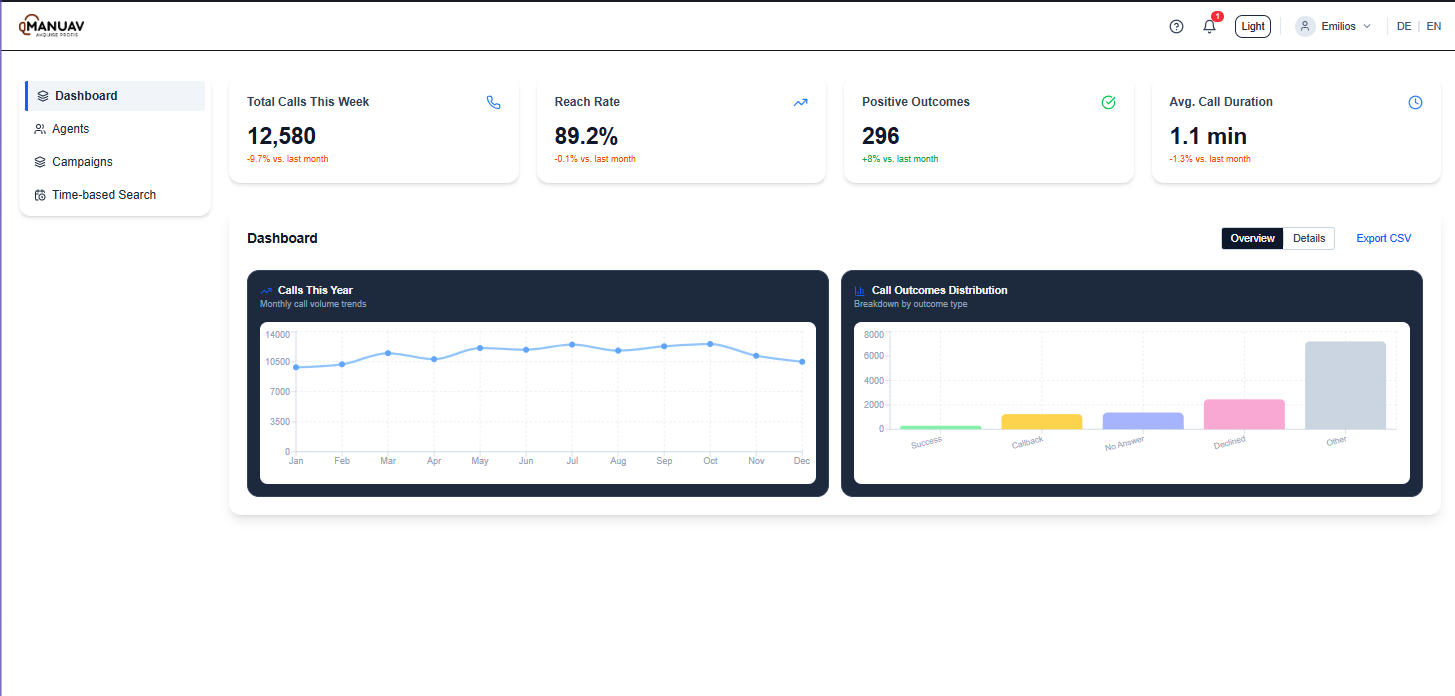 MANUAV
AKQUISE PROFIS
1
Light
Emilios
DE | EN
Dashboard
Agents
Campaigns
Time-based Search
Total Calls This Week
12,580
-9.7% vs. last month
Reach Rate
89.2%
-0.1% vs. last month
Positive Outcomes
296
+8% vs. last month
Avg. Call Duration
1.1 min
-1.3% vs. last month
Dashboard
Overview
Details
Export CSV
Calls This Year
Monthly call volume trends
14000
10500
7000
3500
0
Jan Feb Mar Apr May Jun Jul Aug Sep Oct Nov Dec
Call Outcomes Distribution
Breakdown by outcome type
8000
6000
4000
2000
0
Success Callback No Answer Declined Other